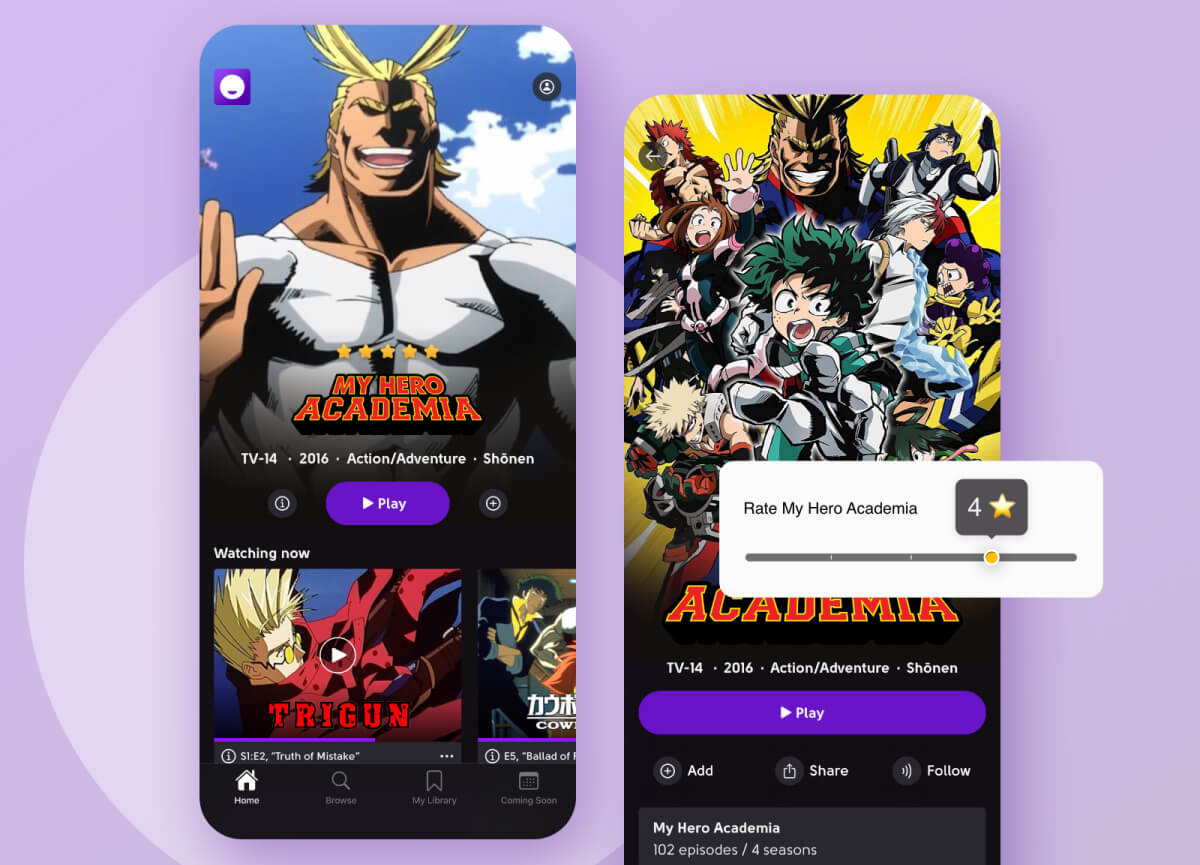 MY HERO
ACADEMIA
TV-14 · 2016 · Action/Adventure · Shōnen
Play
Watching now
TRIGUN
カウボ
COW
S1:E2, "Truth of Mistake"
E5, "Ballad of
Home
Browse
My Library
Coming Soon
Rate My Hero Academia
4
ACADEMIA
TV-14 · 2016 · Action/Adventure · Shōnen
Play
Add
Share
Follow
My Hero Academia
102 episodes / 4 seasons